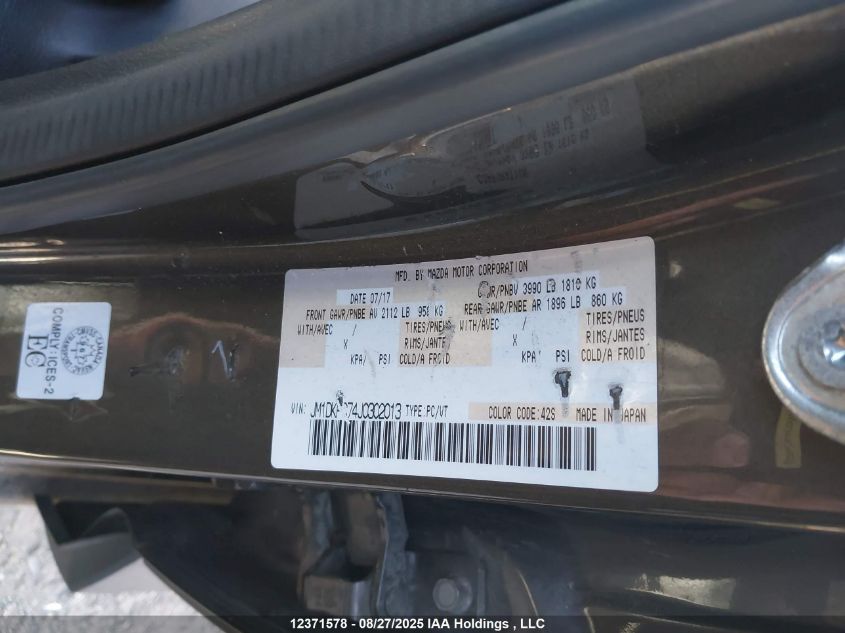 MFD. BY MAZDA MOTOR CORPORATION
DATE 07/17 3990 LB 1810 KG
FRONT GAWR/PNBE AV 2112 LB 958 KG REAR GAWR/PNBE AR 1896 LB 860 KG
WITH/AVEC / TIRES/PNEUS WITH/AVEC / TIRES/PNEUS
X RIMS/JANTES X RIMS/JANTES
KPA/ PSI COLD/A FROID KPA/ PSI COLD/A FROID
VIN: TYPE:PC/VT COLOR CODE:42S MADE IN JAPAN
COMPLY:ICES-2
EC
12371578 - 08/27/2025 IAA Holdings , LLC